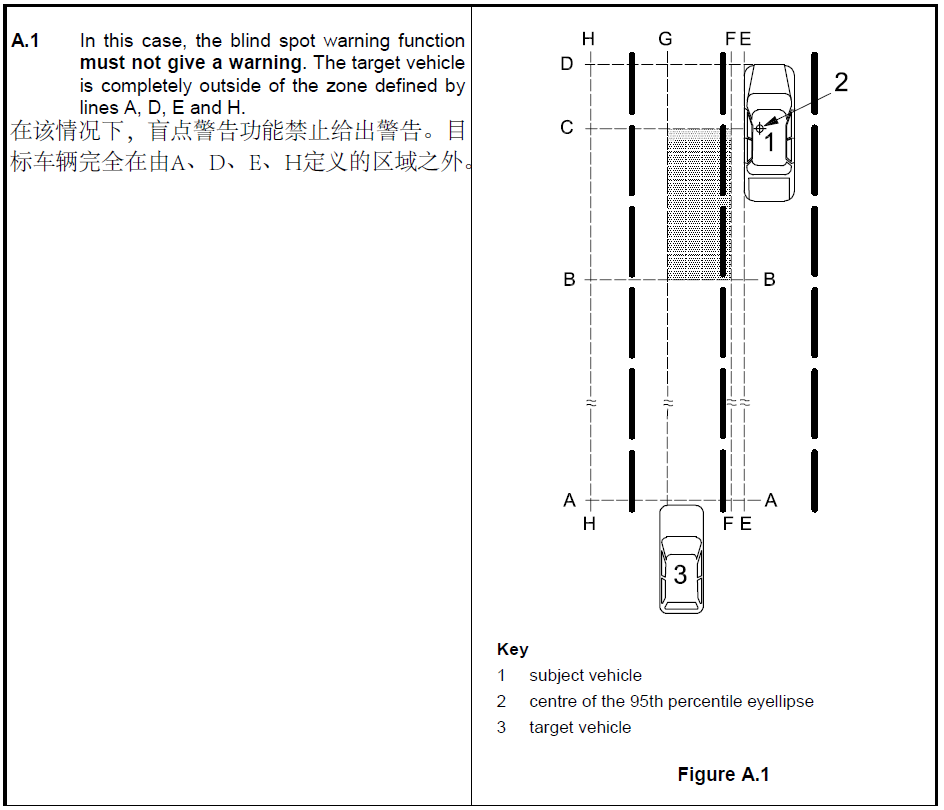 A.1 In this case, the blind spot warning function
must not give a warning. The target vehicle
is completely outside of the zone defined by
lines A, D, E and H.
在该情况下，盲点警告功能禁止给出警告。目
标车辆完全在由A、D、E、H定义的区域之外。
H G F E
D
2
C
1
B B
A A
H F E
3
Key
1 subject vehicle
2 centre of the 95th percentile eyellipse
3 target vehicle
Figure A.1